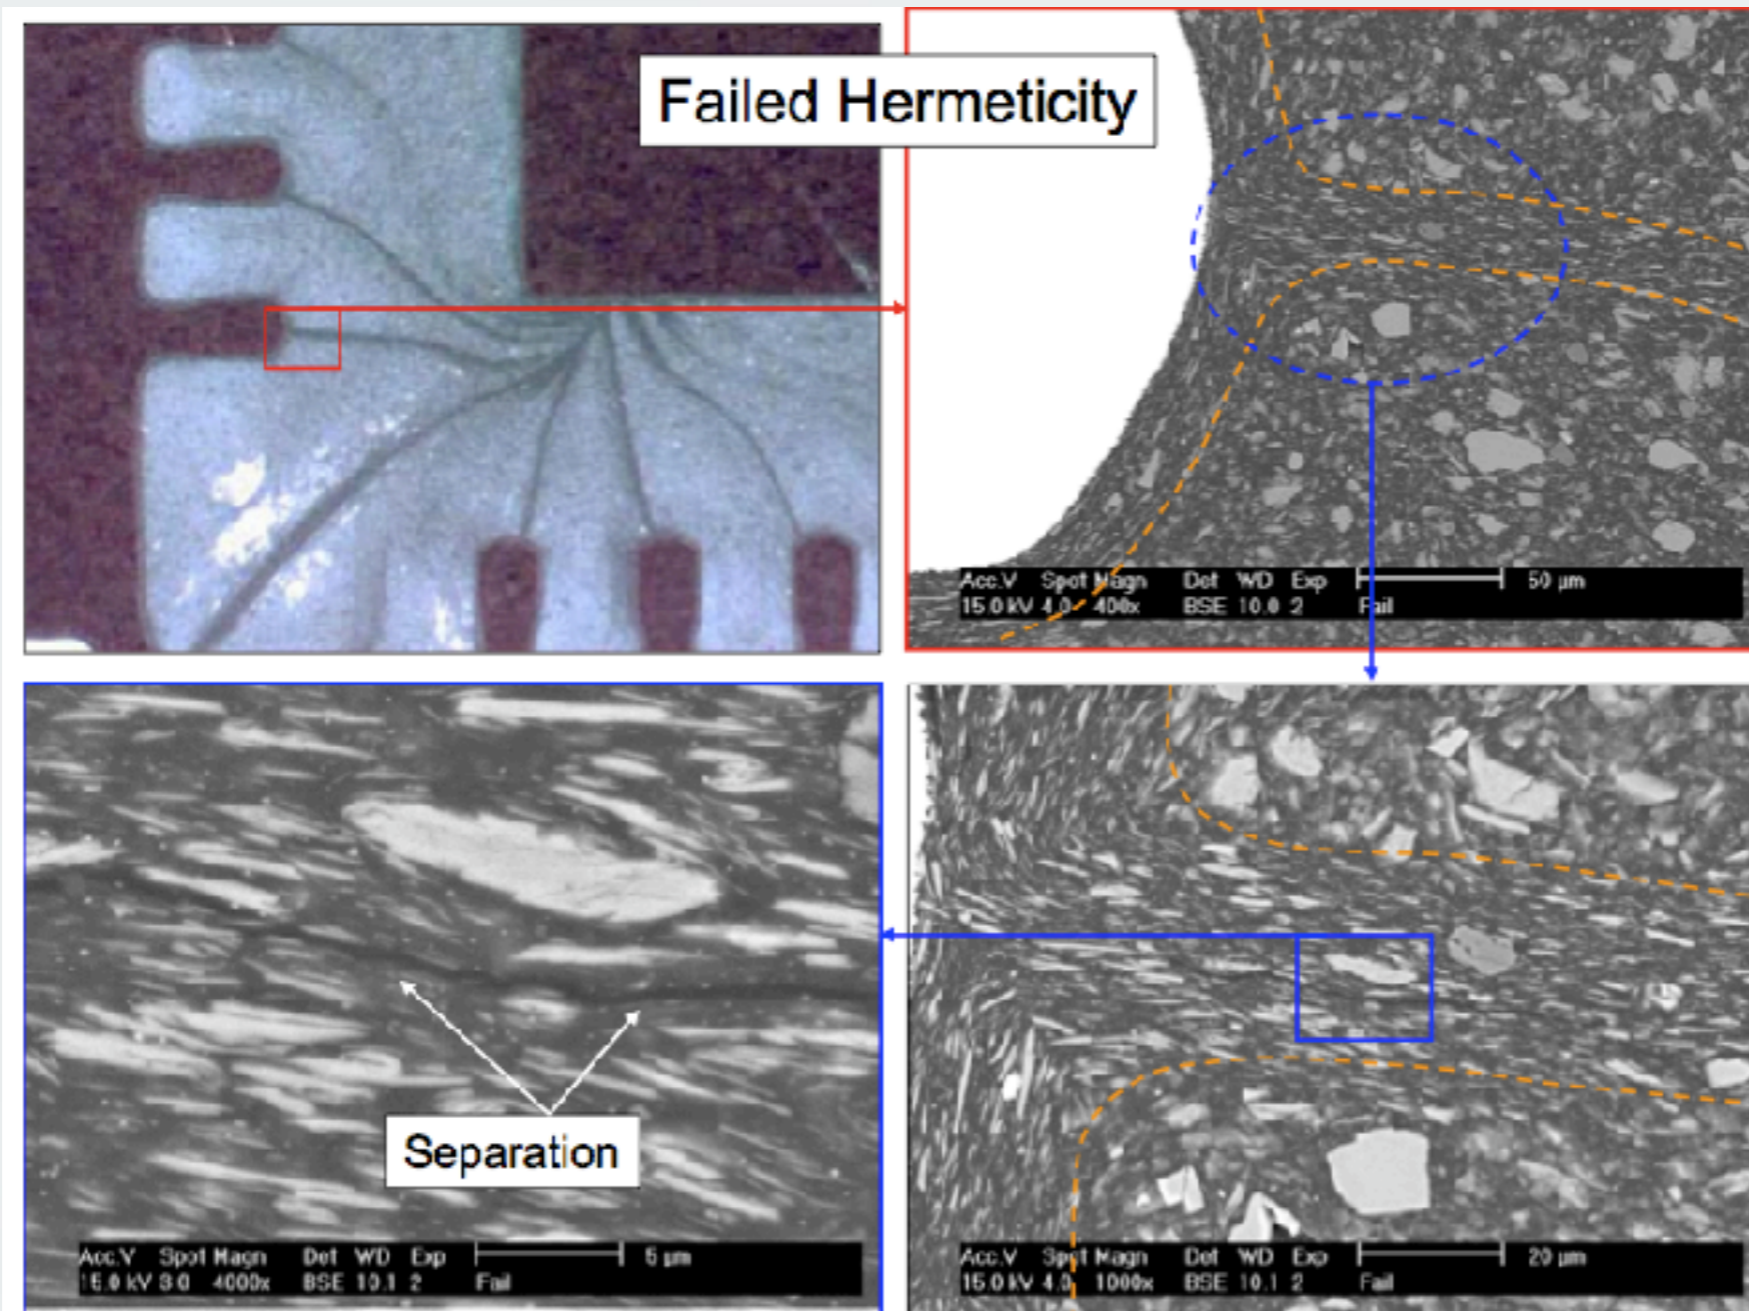 Failed Hermeticity
Acc.V Spot Magn Det WD Exp 50 µm
15.0 kV 4.0 400x BSE 10.0 2 Fail
Separation
Acc.V Spot Magn Det WD Exp 5 µm
15.0 kV 3.0 4000x BSE 10.1 2 Fail
Acc.V Spot Magn Det WD Exp 20 µm
15.0 kV 4.0 1000x BSE 10.1 2 Fail